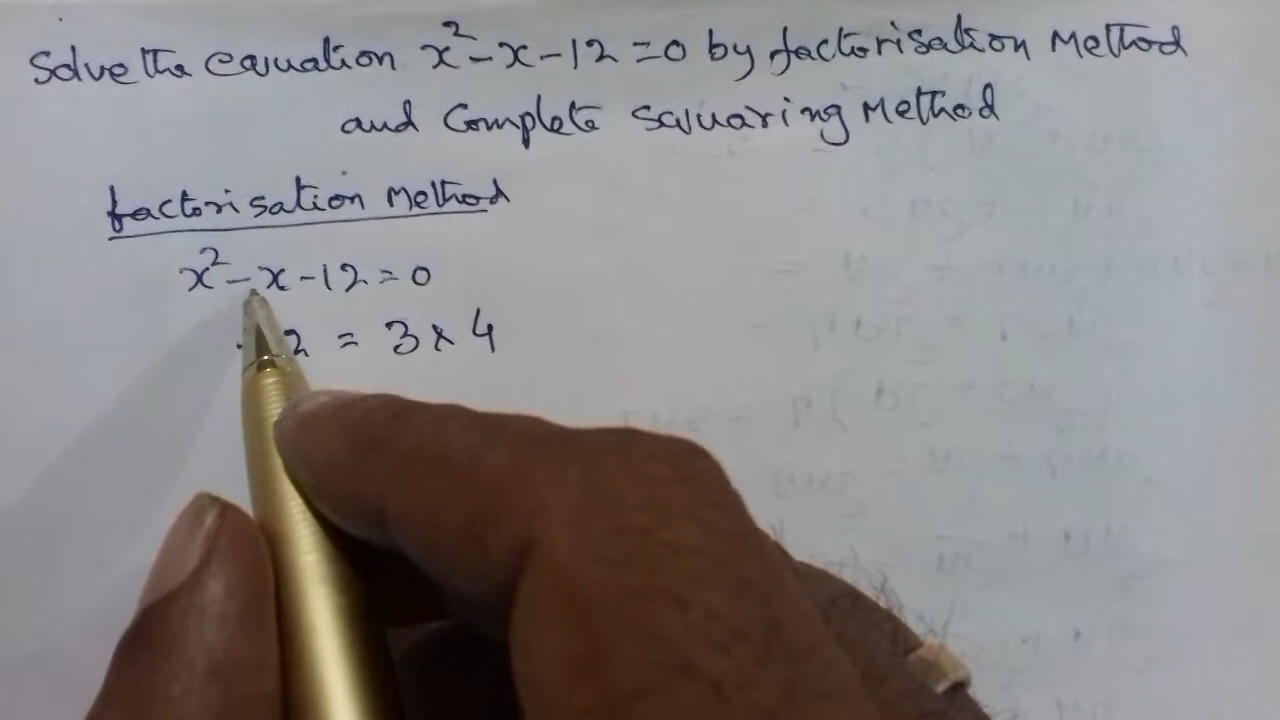 Solve the equation x² - x - 12 = 0 by factorisation Method
and Complete Squaring Method
factorisation Method
x² - x - 12 = 0
2 = 3 x 4